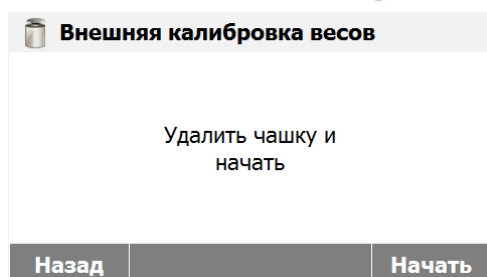 Внешняя калибровка весов
Удалить чашку и
начать
Назад
Начать